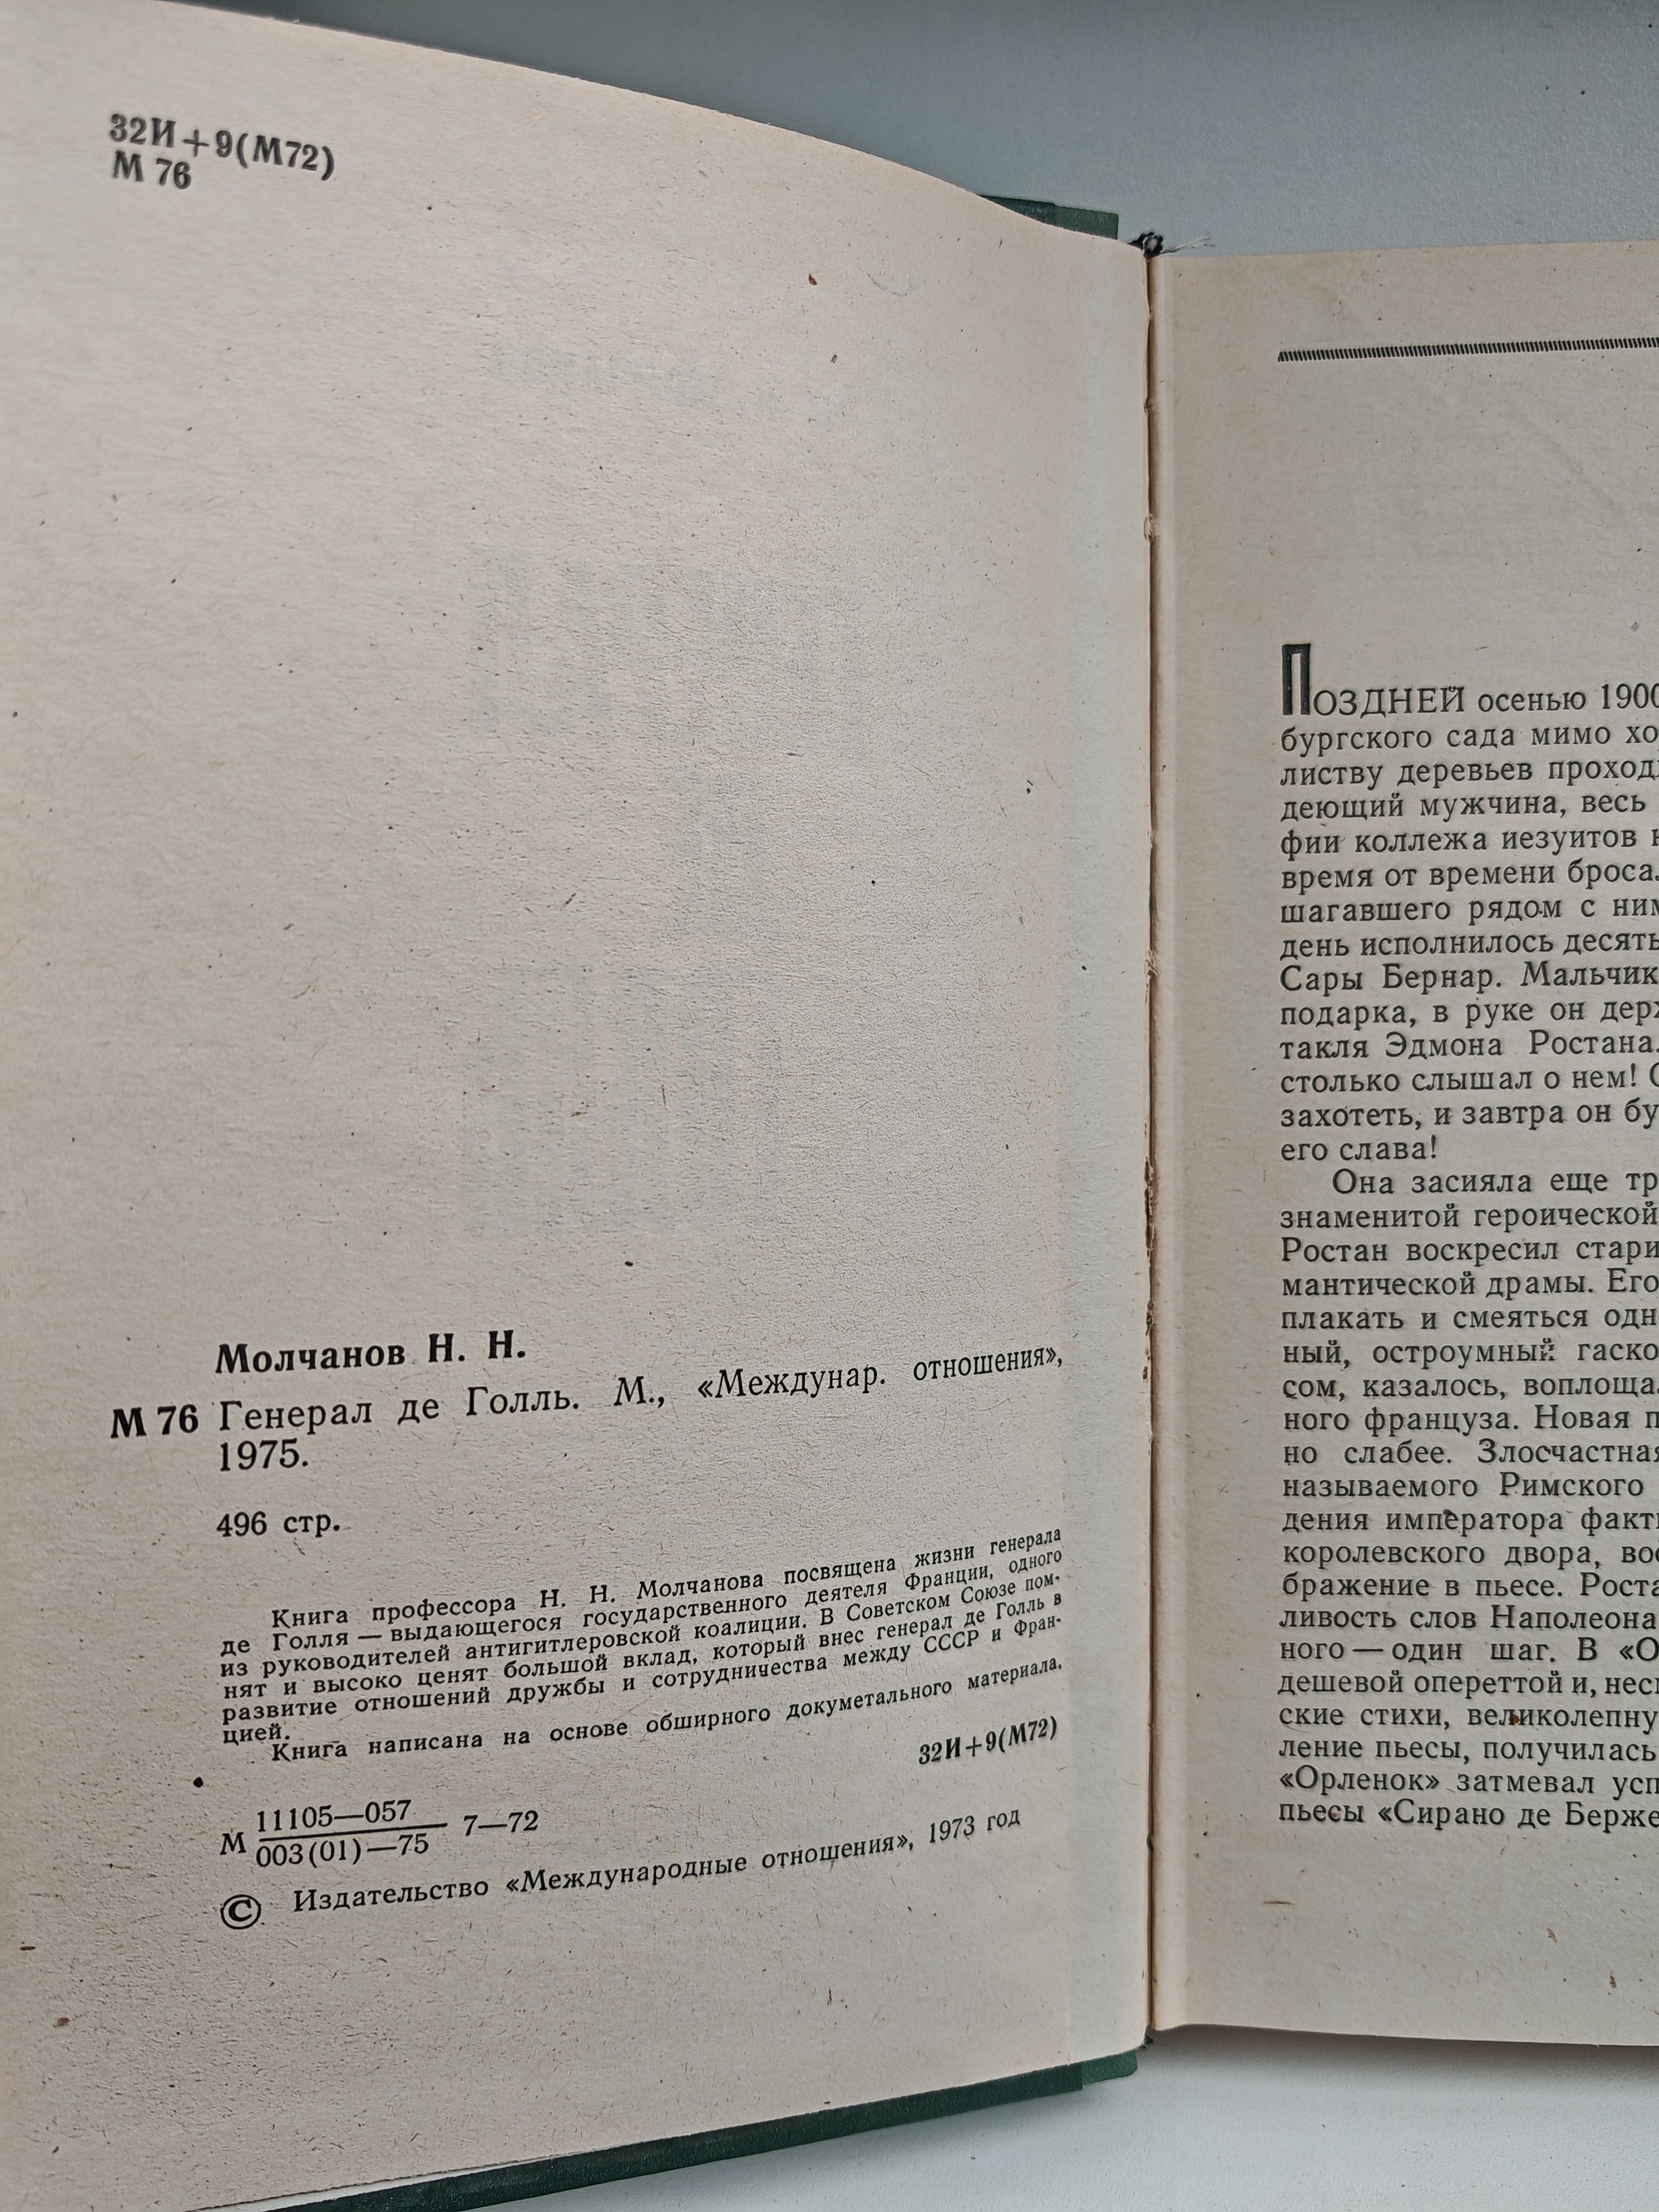 32И+9(М72)
М 76
Молчанов Н. Н.
М 76 Генерал де Голль. М., «Междунар. отношения»,
1975.
496 стр.
Книга профессора Н. Н. Молчанова посвящена жизни генерала
де Голля — выдающегося государственного деятеля Франции, одного
из руководителей антигитлеровской коалиции. В Советском Союзе пом-
нят и высоко ценят большой вклад, который внес генерал де Голль в
развитие отношений дружбы и сотрудничества между СССР и Фран-
цией.
Книга написана на основе обширного докуметального материала.
32И+9(М72)
М 11105—057
003(01)—75 7—72
© Издательство «Международные отношения», 1973 год
ПОЗДНЕЙ осенью 1900
бургского сада мимо хо
листву деревьев проход
деющий мужчина, весь
фии коллежа иезуитов
время от времени броса
шагавшего рядом с ним
день исполнилось десять
Сары Бернар. Мальчик
подарка, в руке он держ
такля Эдмона Ростана.
столько слышал о нем!
захотеть, и завтра он бу
его слава!
Она засияла еще тр
знаменитой героической
Ростан воскресил стари
мантической драмы. Его
плакать и смеяться одн
ный, остроумный гаско
сом, казалось, воплоща
ного француза. Новая п
но слабее. Злосчастная
называемого Римского
дения императора факт
королевского двора, вос
бражение в пьесе. Роста
ливость слов Наполеона
ного — один шаг. В «О
дешевой опереттой и, несм
ские стихи, великолепну
ление пьесы, получилась
«Орленок» затмевал усп
пьесы «Сирано де Берже